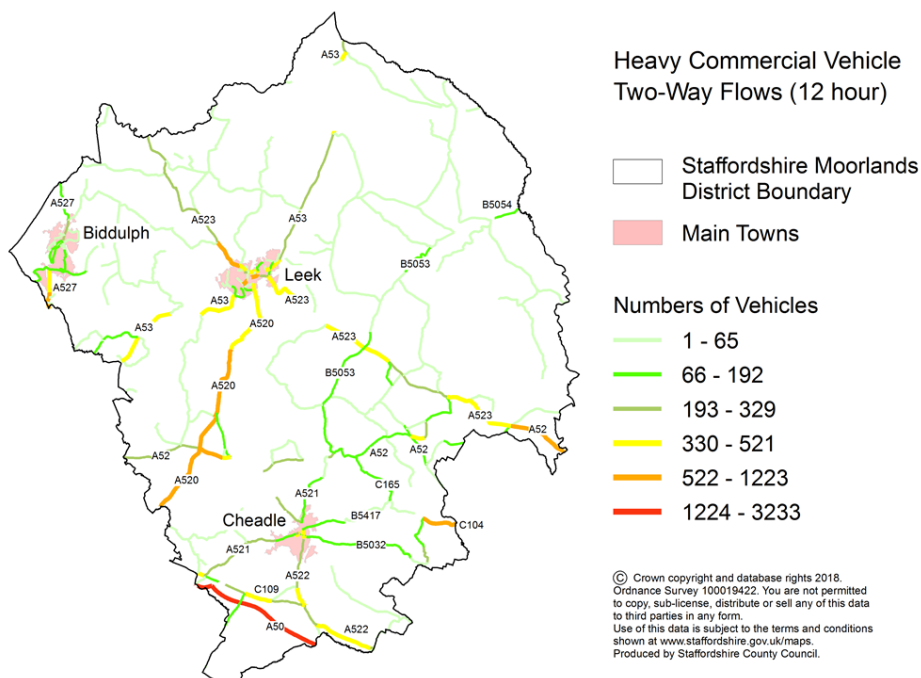 Heavy Commercial Vehicle
Two-Way Flows (12 hour)
Staffordshire Moorlands
District Boundary
Main Towns
Numbers of Vehicles
1 - 65
66 - 192
193 - 329
330 - 521
522 - 1223
1224 - 3233
© Crown copyright and database rights 2018.
Ordnance Survey 100019422. You are not permitted
to copy, sub-license, distribute or sell any of this data
to third parties in any form.
Use of this data is subject to the terms and conditions
shown at www.staffordshire.gov.uk/maps.
Produced by Staffordshire County Council.
A53
A527
B5054
A523
A53
Biddulph
B5053
Leek
A527
A53
A523
A520
A53
A523
B5053
A520
A523
A52
A52
A52
A52
A520
C165
A521
Cheadle
B5417
C104
A521
B5032
A522
C109
A50
A522